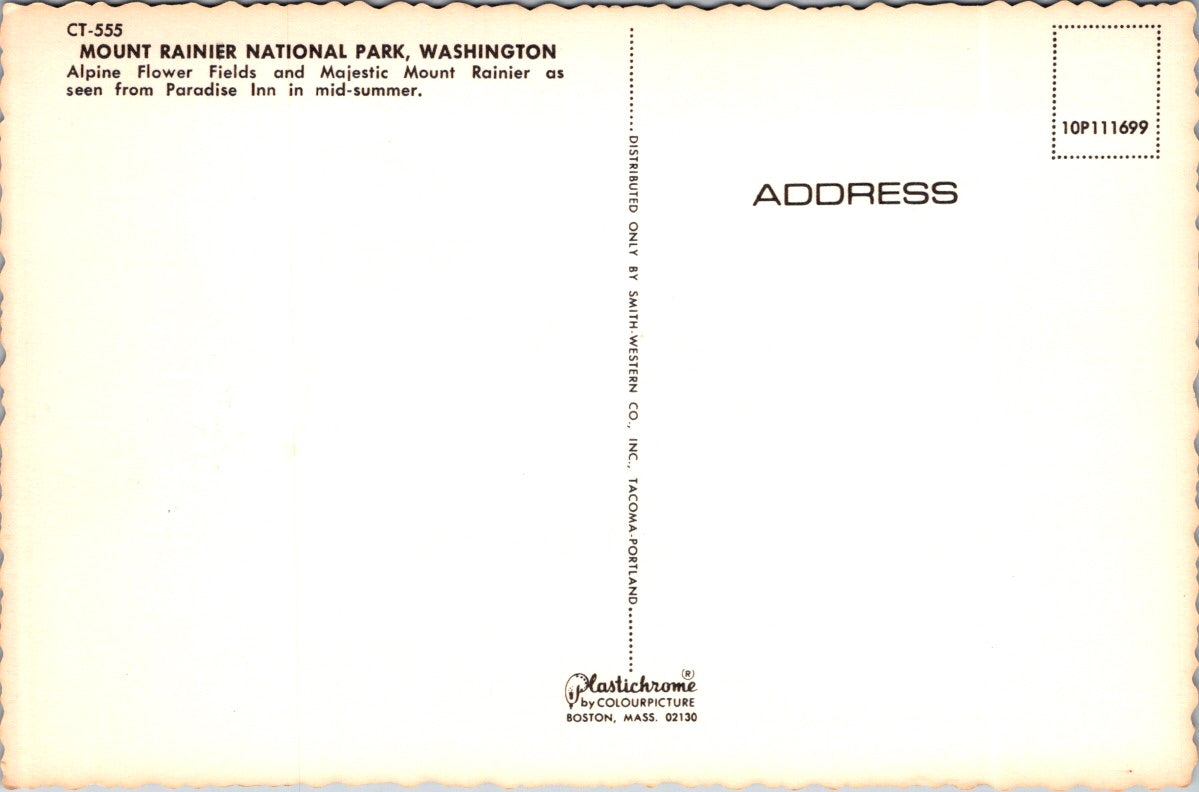 CT-555
MOUNT RAINIER NATIONAL PARK, WASHINGTON
Alpine Flower Fields and Majestic Mount Rainier as
seen from Paradise Inn in mid-summer.
10P111699
ADDRESS
DISTRIBUTED ONLY BY SMITH-WESTERN CO., INC., TACOMA-PORTLAND
Plastichrome ®
by COLOURPICTURE
BOSTON, MASS. 02130